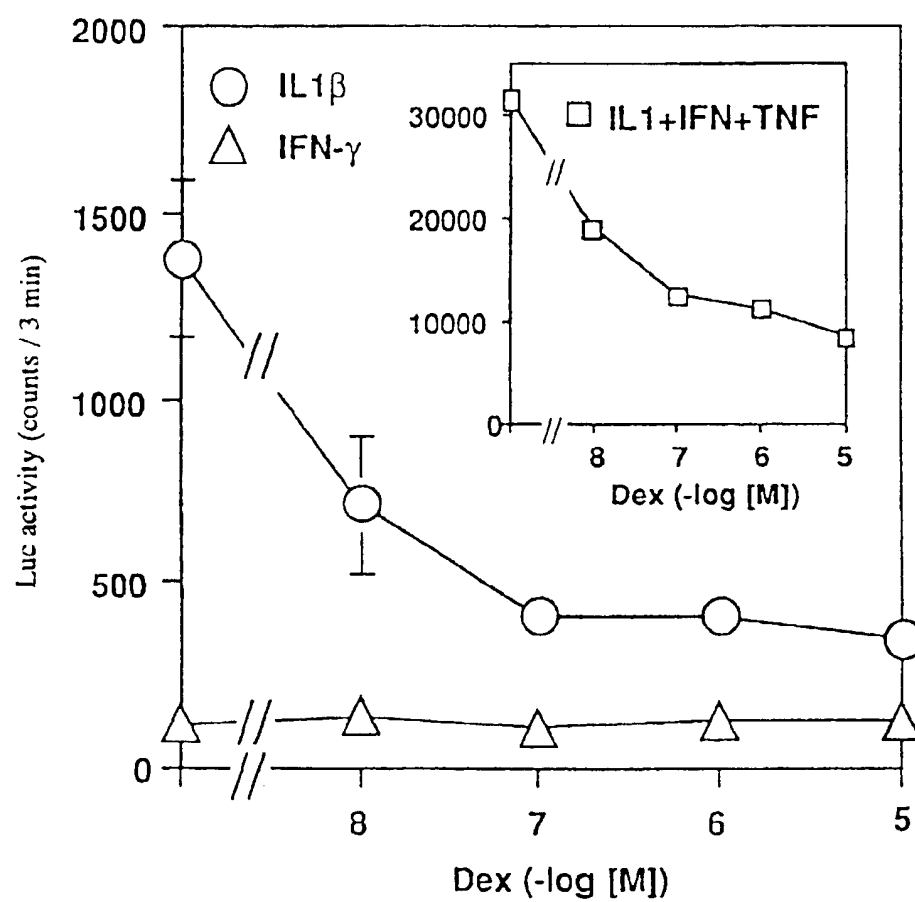 2000
1500
1000
500
0
Luc activity (counts / 3 min)
IL1β
IFN-γ
8
7
6
5
Dex (-log [M])
30000
20000
10000
0
IL1+IFN+TNF
8
7
6
5
Dex (-log [M])